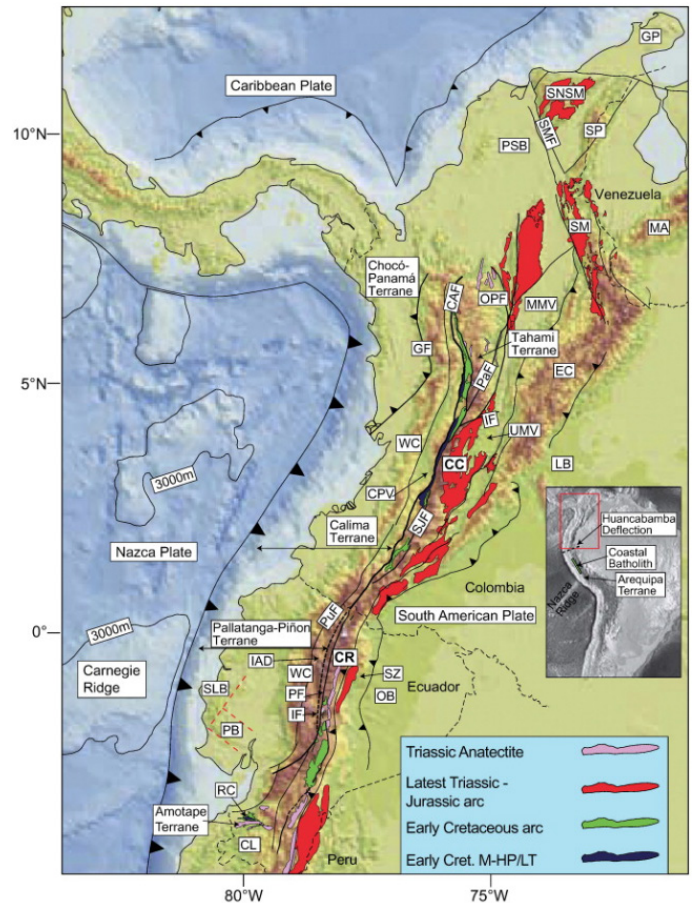 GP
Caribbean Plate
SNSM
10°N
SMF
SP
PSB
Venezuela
SM
MA
Chocó-
Panamá
Terrane
CAF
OPF
MMV
GF
Tahami
Terrane
5°N
PaF
EC
IF
WC
UMV
CC
LB
3000m
CPV
SJF
Calima
Terrane
Huancabamba
Deflection
Nazca Plate
Coastal
Batholith
Arequipa
Terrane
Nazca
Ridge
Colombia
PuF
South American Plate
0°
3000m
Pallatanga-Piñon
Terrane
IAD
CR
Carnegie
Ridge
WC
SZ
SLB
PF
OB
Ecuador
IF
PB
Triassic Anatectite
RC
Latest Triassic -
Jurassic arc
Amotape
Terrane
Early Cretaceous arc
CL
Peru
Early Cret. M-HP/LT
80°W
75°W